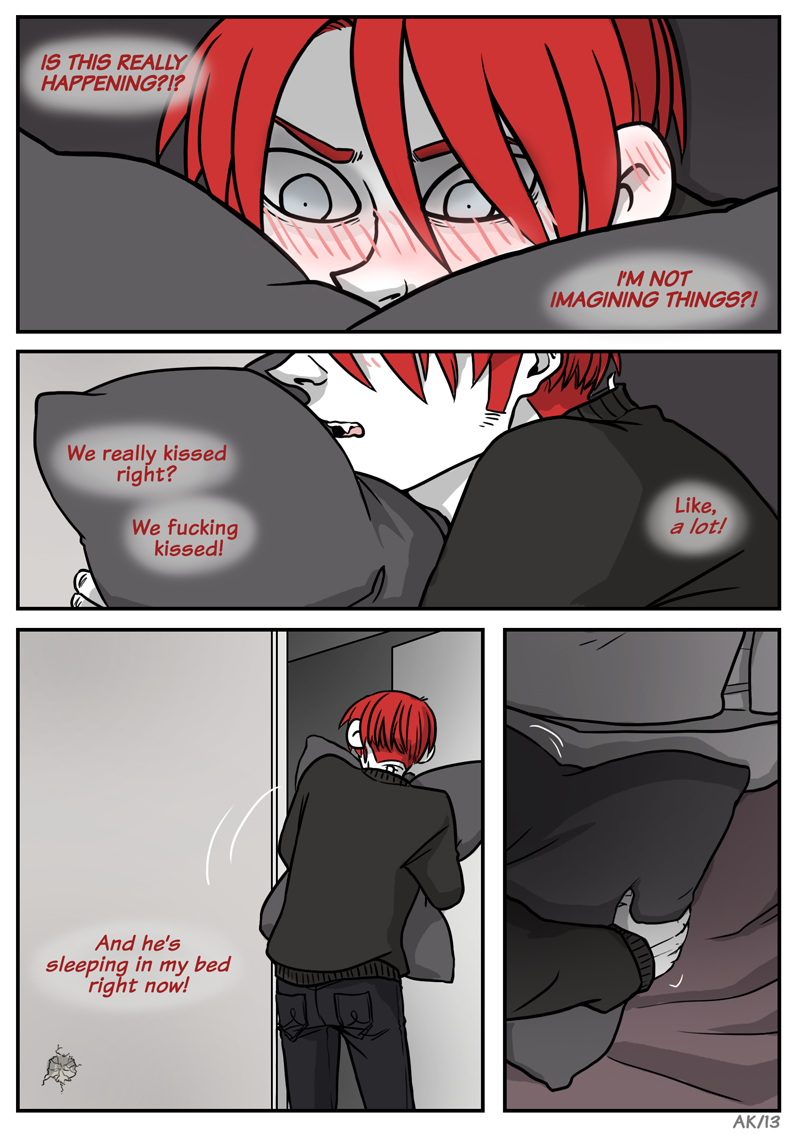 IS THIS REALLY
HAPPENING?!?
I'M NOT
IMAGINING THINGS?!
We really kissed
right?
We fucking
kissed!
Like,
a lot!
And he's
sleeping in my bed
right now!
AK/13